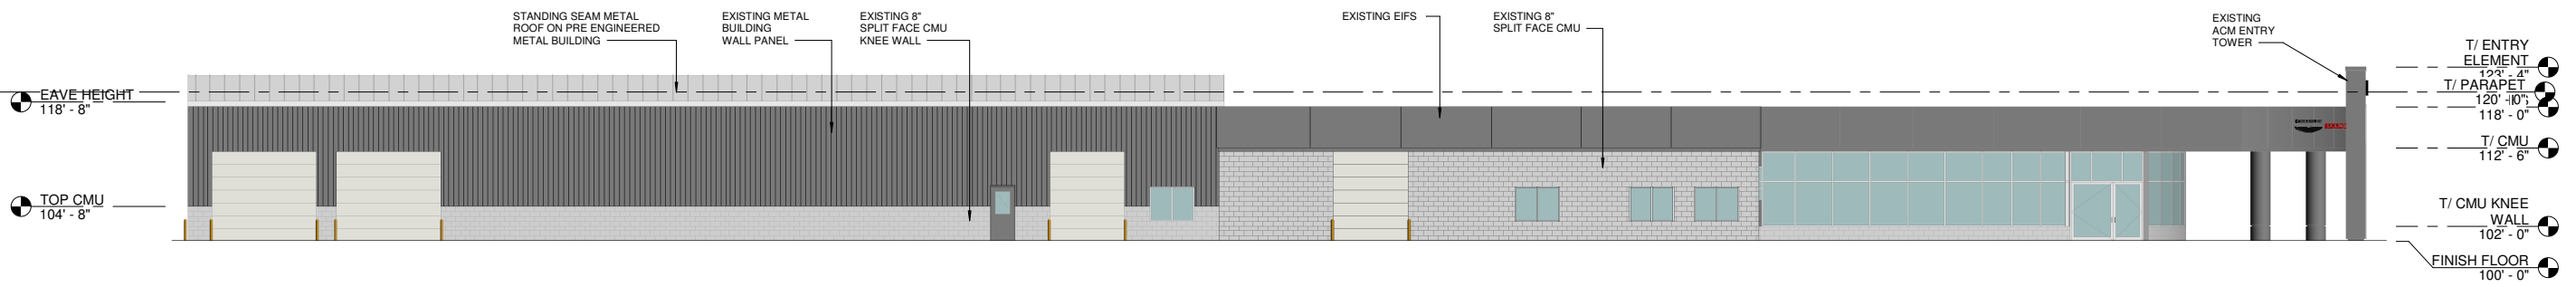 STANDING SEAM METAL
ROOF ON PRE ENGINEERED
METAL BUILDING
EXISTING METAL
BUILDING
WALL PANEL
EXISTING 8"
SPLIT FACE CMU
KNEE WALL
EXISTING EIFS
EXISTING 8"
SPLIT FACE CMU
EXISTING
ACM ENTRY
TOWER
EAVE HEIGHT
118' - 8"
TOP CMU
104' - 8"
T/ ENTRY
ELEMENT
123' - 4"
T/ PARAPET
120' - 0"
118' - 0"
T/ CMU
112' - 6"
T/ CMU KNEE
WALL
102' - 0"
FINISH FLOOR
100' - 0"